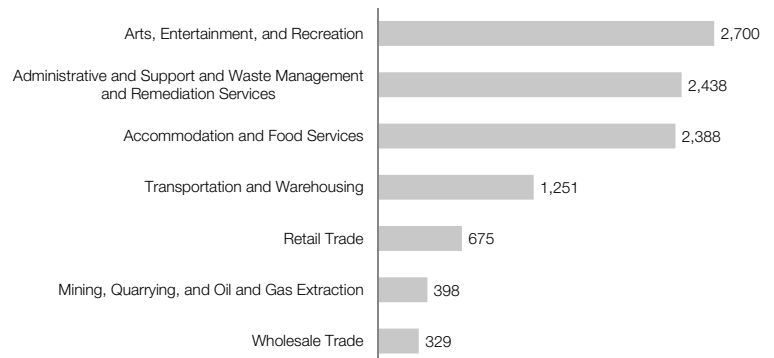 Arts, Entertainment, and Recreation
2,700
Administrative and Support and Waste Management
and Remediation Services
2,438
Accommodation and Food Services
2,388
Transportation and Warehousing
1,251
Retail Trade
675
Mining, Quarrying, and Oil and Gas Extraction
398
Wholesale Trade
329